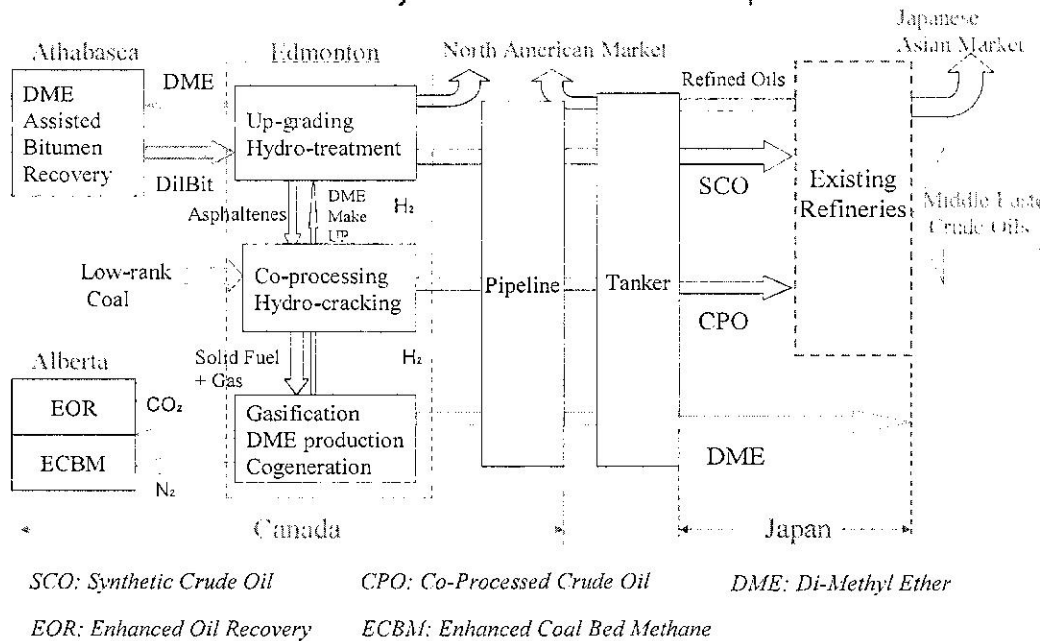 Japanese
Asian Market
Athabasca
Edmonton
North American Market
DME
Refined Oils
DME
Assisted
Bitumen
Recovery
DilBit
Up-grading
Hydro-treatment
SCO
Existing
Refineries
Asphaltenes
DME
Make
UP
H₂
Middle East
Crude Oils
Low-rank
Coal
Co-processing
Hydro-cracking
Pipeline
Tanker
CPO
Solid Fuel
+ Gas
H₂
Alberta
EOR
CO₂
ECBM
N₂
Gasification
DME production
Cogeneration
DME
Canada
Japan
SCO: Synthetic Crude Oil
CPO: Co-Processed Crude Oil
DME: Di-Methyl Ether
EOR: Enhanced Oil Recovery
ECBM: Enhanced Coal Bed Methane